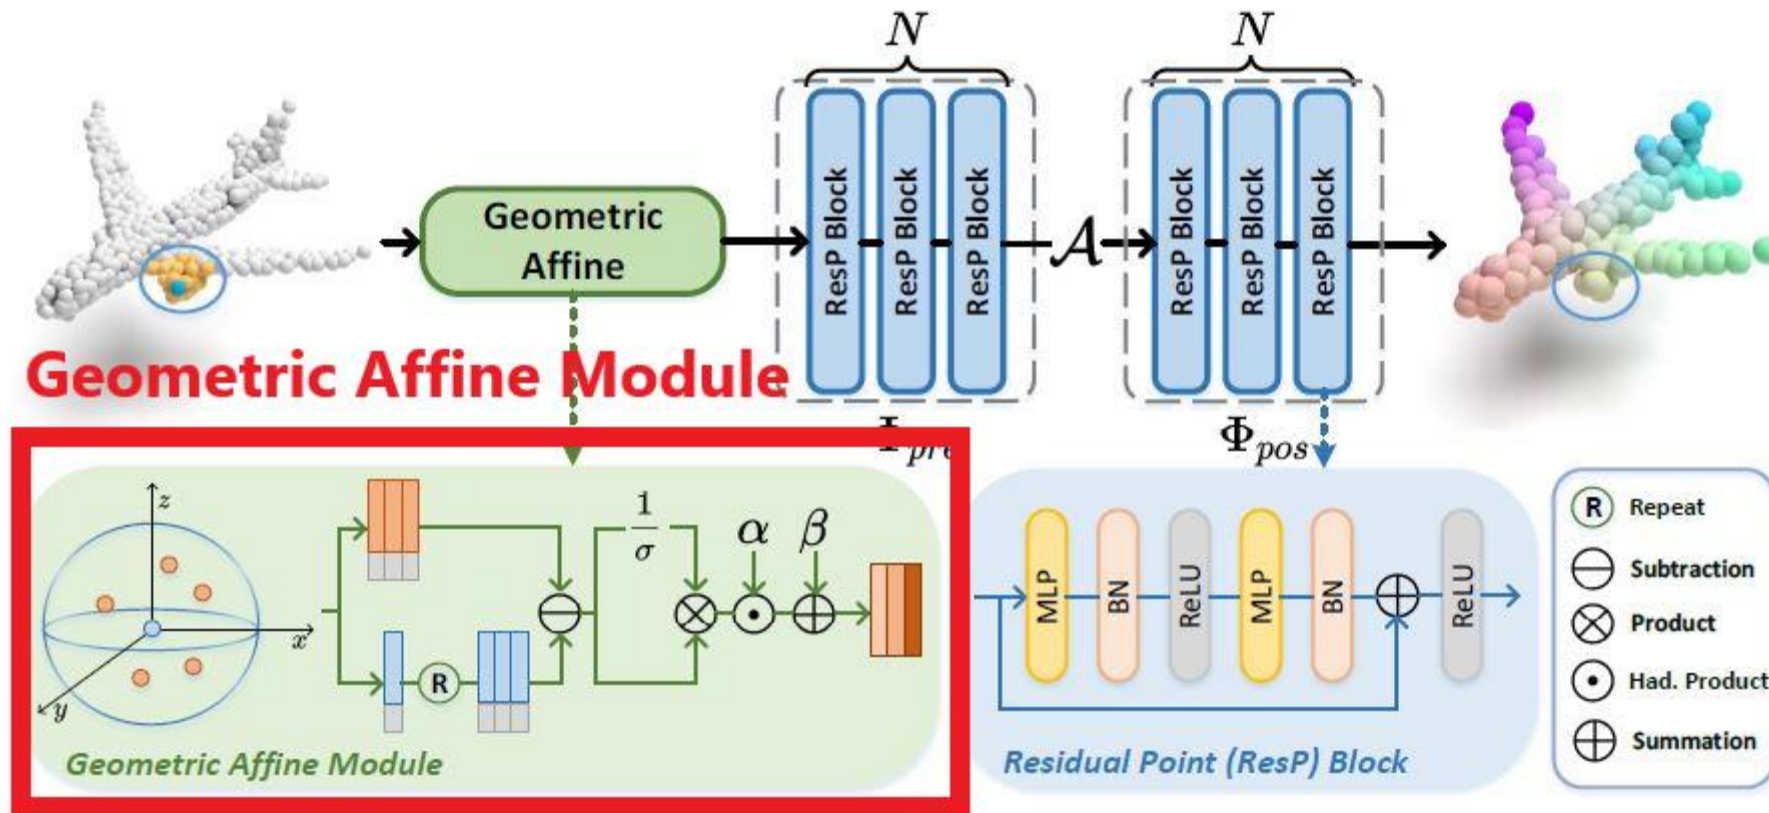 N
N
Geometric
Affine
ResP Block
ResP Block
ResP Block
A
ResP Block
ResP Block
ResP Block
Geometric Affine Module
Φpre
Φpos
z
x
y
R
1
σ
α
β
Geometric Affine Module
MLP
BN
ReLU
MLP
BN
ReLU
Residual Point (ResP) Block
R Repeat
Subtraction
Product
Had. Product
Summation